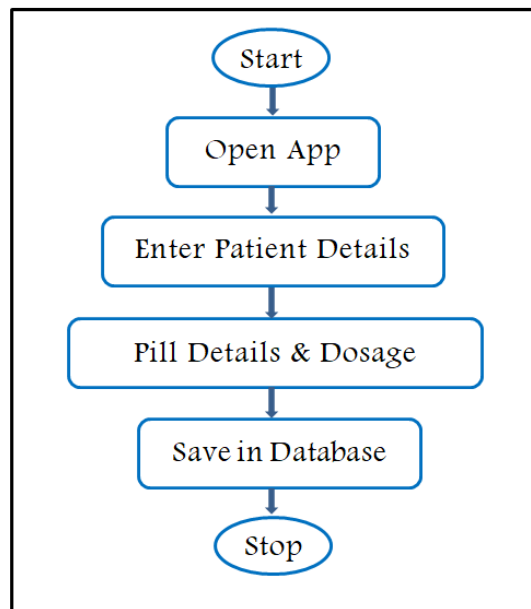 Start
Open App
Enter Patient Details
Pill Details & Dosage
Save in Database
Stop